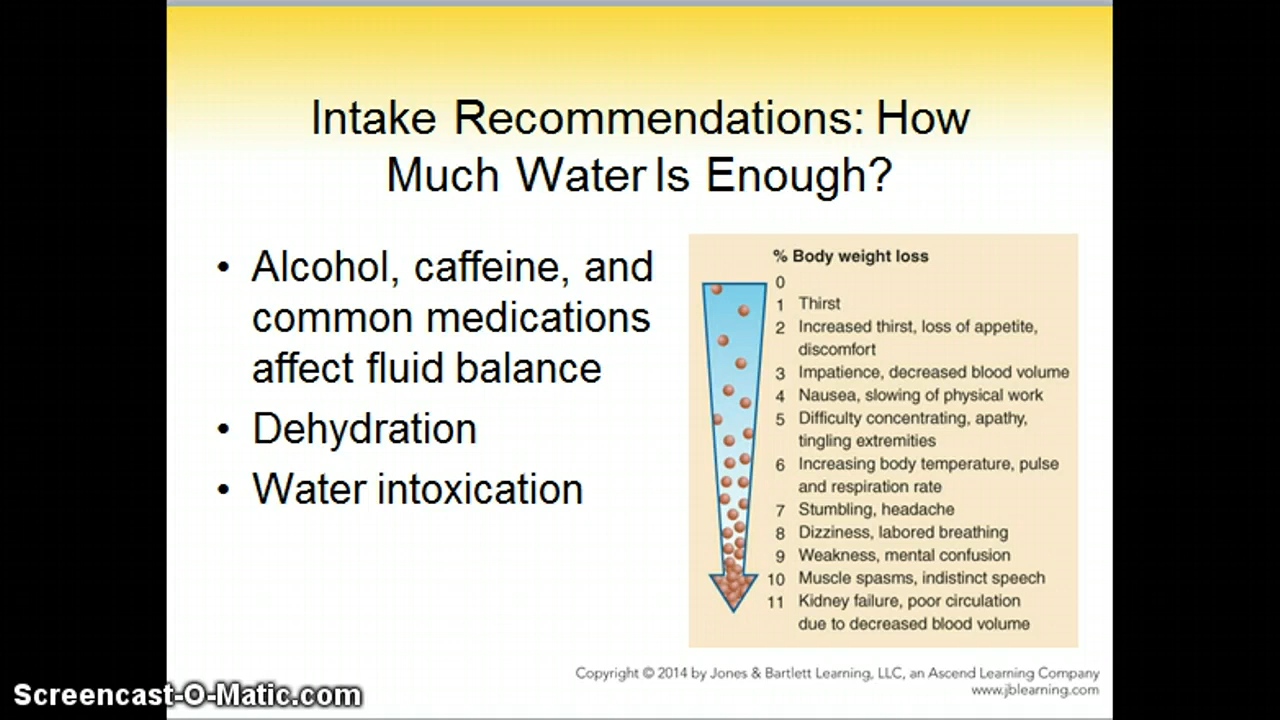 Intake Recommendations: How
Much Water Is Enough?
• Alcohol, caffeine, and
common medications
affect fluid balance
• Dehydration
• Water intoxication
% Body weight loss
0
1 Thirst
2 Increased thirst, loss of appetite,
discomfort
3 Impatience, decreased blood volume
4 Nausea, slowing of physical work
5 Difficulty concentrating, apathy,
tingling extremities
6 Increasing body temperature, pulse
and respiration rate
7 Stumbling, headache
8 Dizziness, labored breathing
9 Weakness, mental confusion
10 Muscle spasms, indistinct speech
11 Kidney failure, poor circulation
due to decreased blood volume
Copyright © 2014 by Jones & Bartlett Learning, LLC, an Ascend Learning Company
www.jblearning.com
Screencast-O-Matic.com